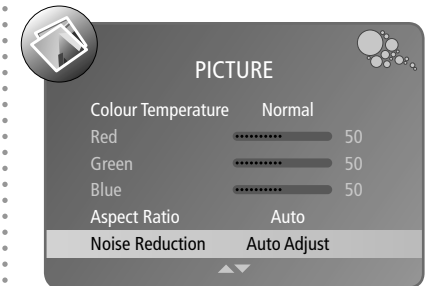 PICTURE
Colour Temperature Normal
Red 50
Green 50
Blue 50
Aspect Ratio Auto
Noise Reduction Auto Adjust